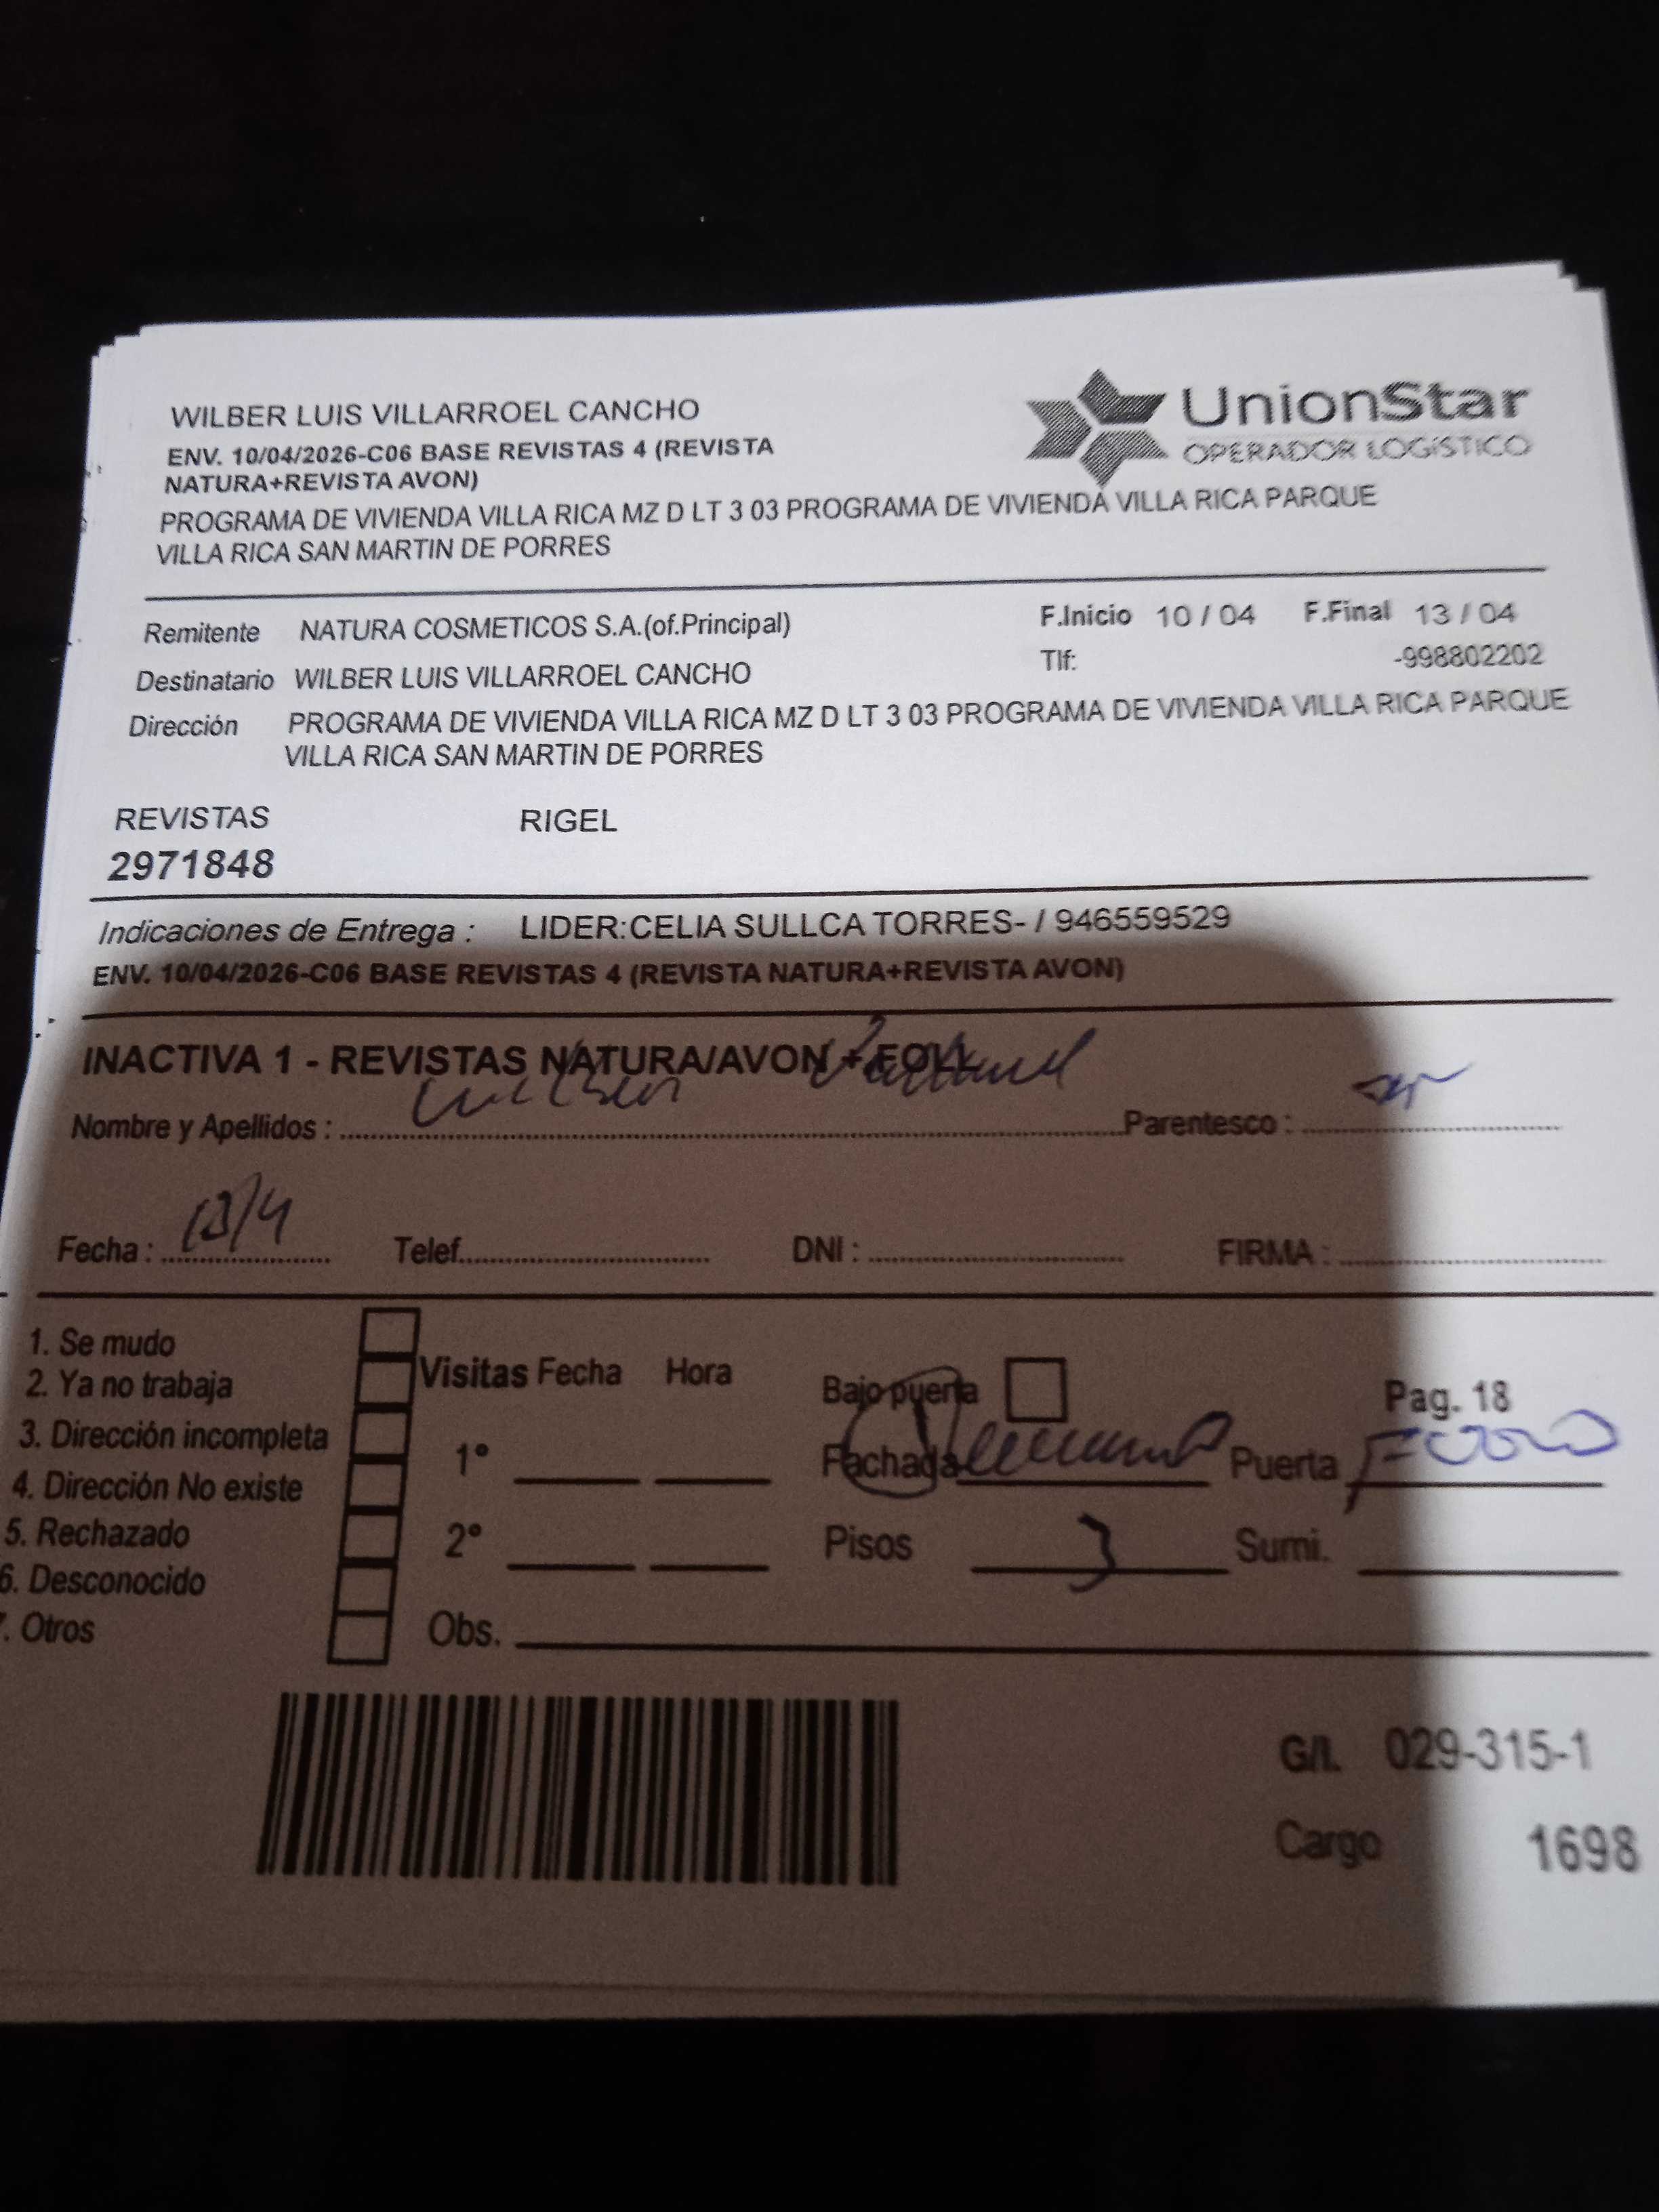 WILBER LUIS VILLARROEL CANCHO
ENV. 10/04/2026-C06 BASE REVISTAS 4 (REVISTA
NATURA+REVISTA AVON)
UnionStar
OPERADOR LOGÍSTICO
PROGRAMA DE VIVIENDA VILLA RICA MZ D LT 3 03 PROGRAMA DE VIVIENDA VILLA RICA PARQUE
VILLA RICA SAN MARTIN DE PORRES
Remitente NATURA COSMETICOS S.A.(of.Principal) F.Inicio 10 / 04 F.Final 13 / 04
Destinatario WILBER LUIS VILLARROEL CANCHO Tlf: -998802202
Dirección PROGRAMA DE VIVIENDA VILLA RICA MZ D LT 3 03 PROGRAMA DE VIVIENDA VILLA RICA PARQUE
VILLA RICA SAN MARTIN DE PORRES
REVISTAS RIGEL
2971848
Indicaciones de Entrega : LIDER:CELIA SULLCA TORRES- / 946559529
ENV. 10/04/2026-C06 BASE REVISTAS 4 (REVISTA NATURA+REVISTA AVON)
INACTIVA 1 - REVISTAS NATURA/AVON +
Nombre y Apellidos : Parentesco :
Fecha : Telef. DNI : FIRMA :
1. Se mudo
2. Ya no trabaja
3. Dirección incompleta
4. Dirección No existe
5. Rechazado
6. Desconocido
7. Otros
Visitas Fecha Hora
1°
2°
Obs.
Bajo puerta Pag. 18
Fachada Puerta
Pisos 3 Sumi.
G/I. 029-315-1
Cargo 1698